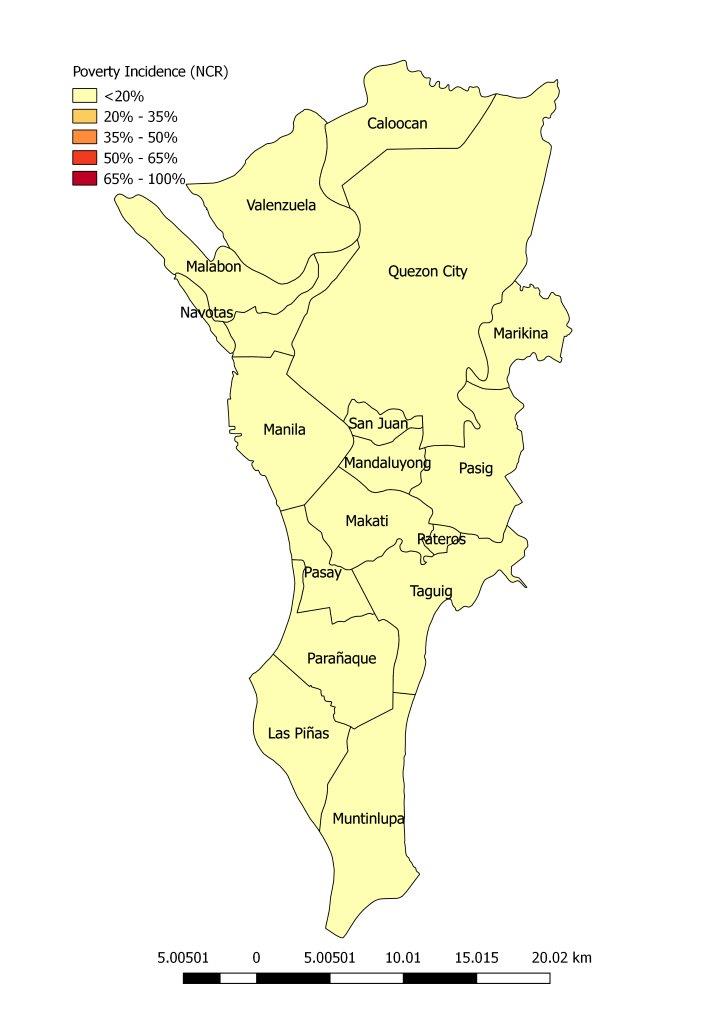 Poverty Incidence (NCR)
<20%
20% - 35%
35% - 50%
50% - 65%
65% - 100%
Caloocan
Valenzuela
Malabon
Quezon City
Navotas
Marikina
San Juan
Manila
Mandaluyong
Pasig
Makati
Pateros
Pasay
Taguig
Parañaque
Las Piñas
Muntinlupa
5.00501 0 5.00501 10.01 15.015 20.02 km